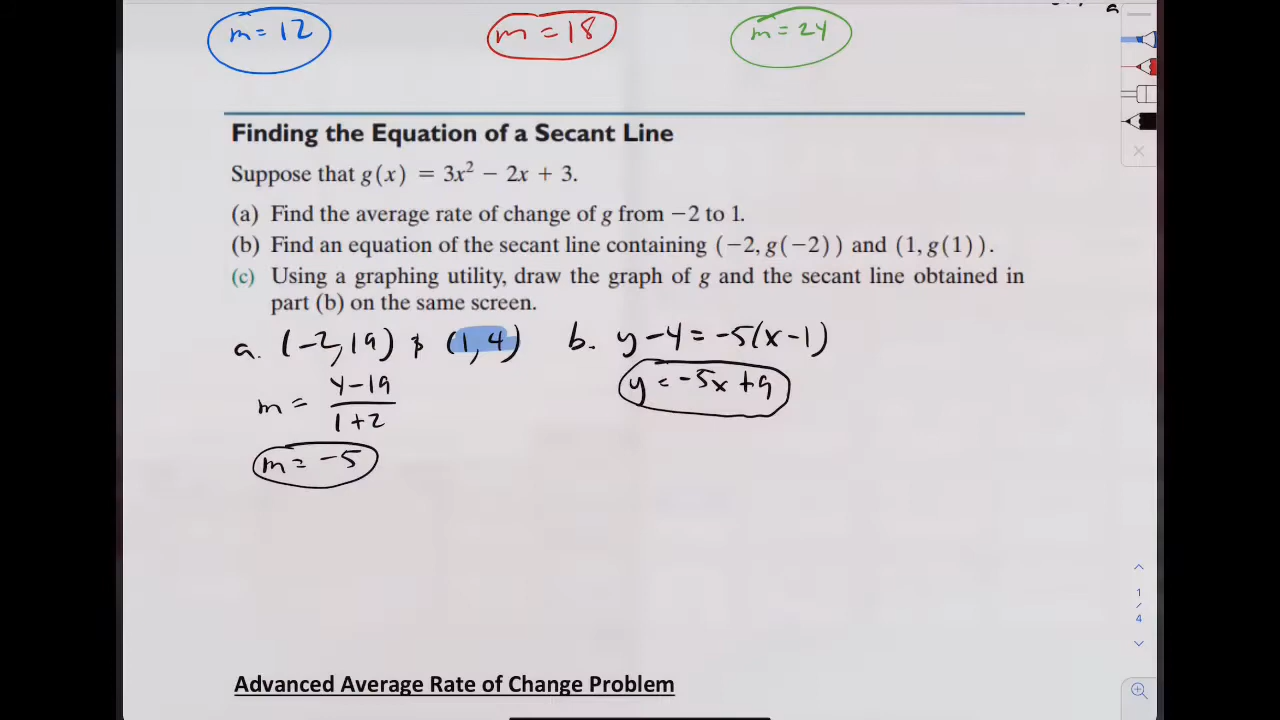 m = 12
m = 18
m = 24
Finding the Equation of a Secant Line
Suppose that g(x) = 3x² − 2x + 3.
(a) Find the average rate of change of g from −2 to 1.
(b) Find an equation of the secant line containing (−2, g(−2)) and (1, g(1)).
(c) Using a graphing utility, draw the graph of g and the secant line obtained in
part (b) on the same screen.
a. (-2, 19) & (1, 4)
m = 4-19 / 1+2
m = -5
b. y-4 = -5(x-1)
y = -5x+9
1
/
4
Advanced Average Rate of Change Problem